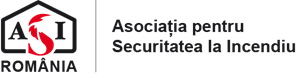 ASI
ROMÂNIA
Asociația pentru
Securitatea la Incendiu